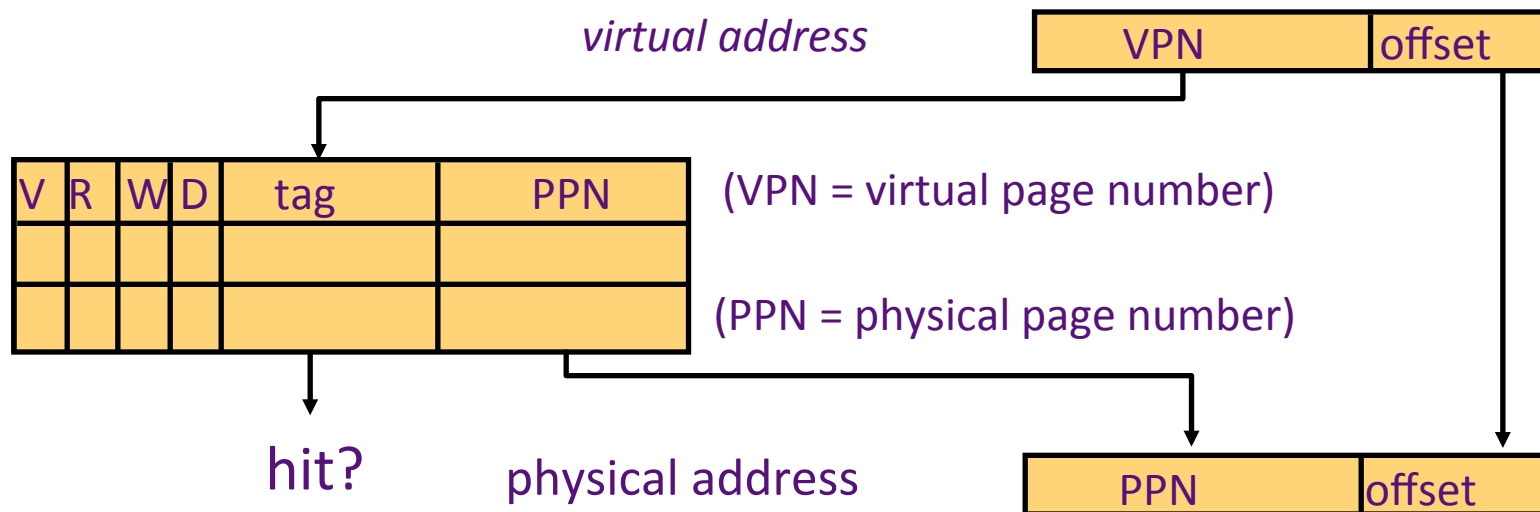 virtual address
VPN offset
V R W D tag PPN
(VPN = virtual page number)
(PPN = physical page number)
hit?
physical address
PPN offset